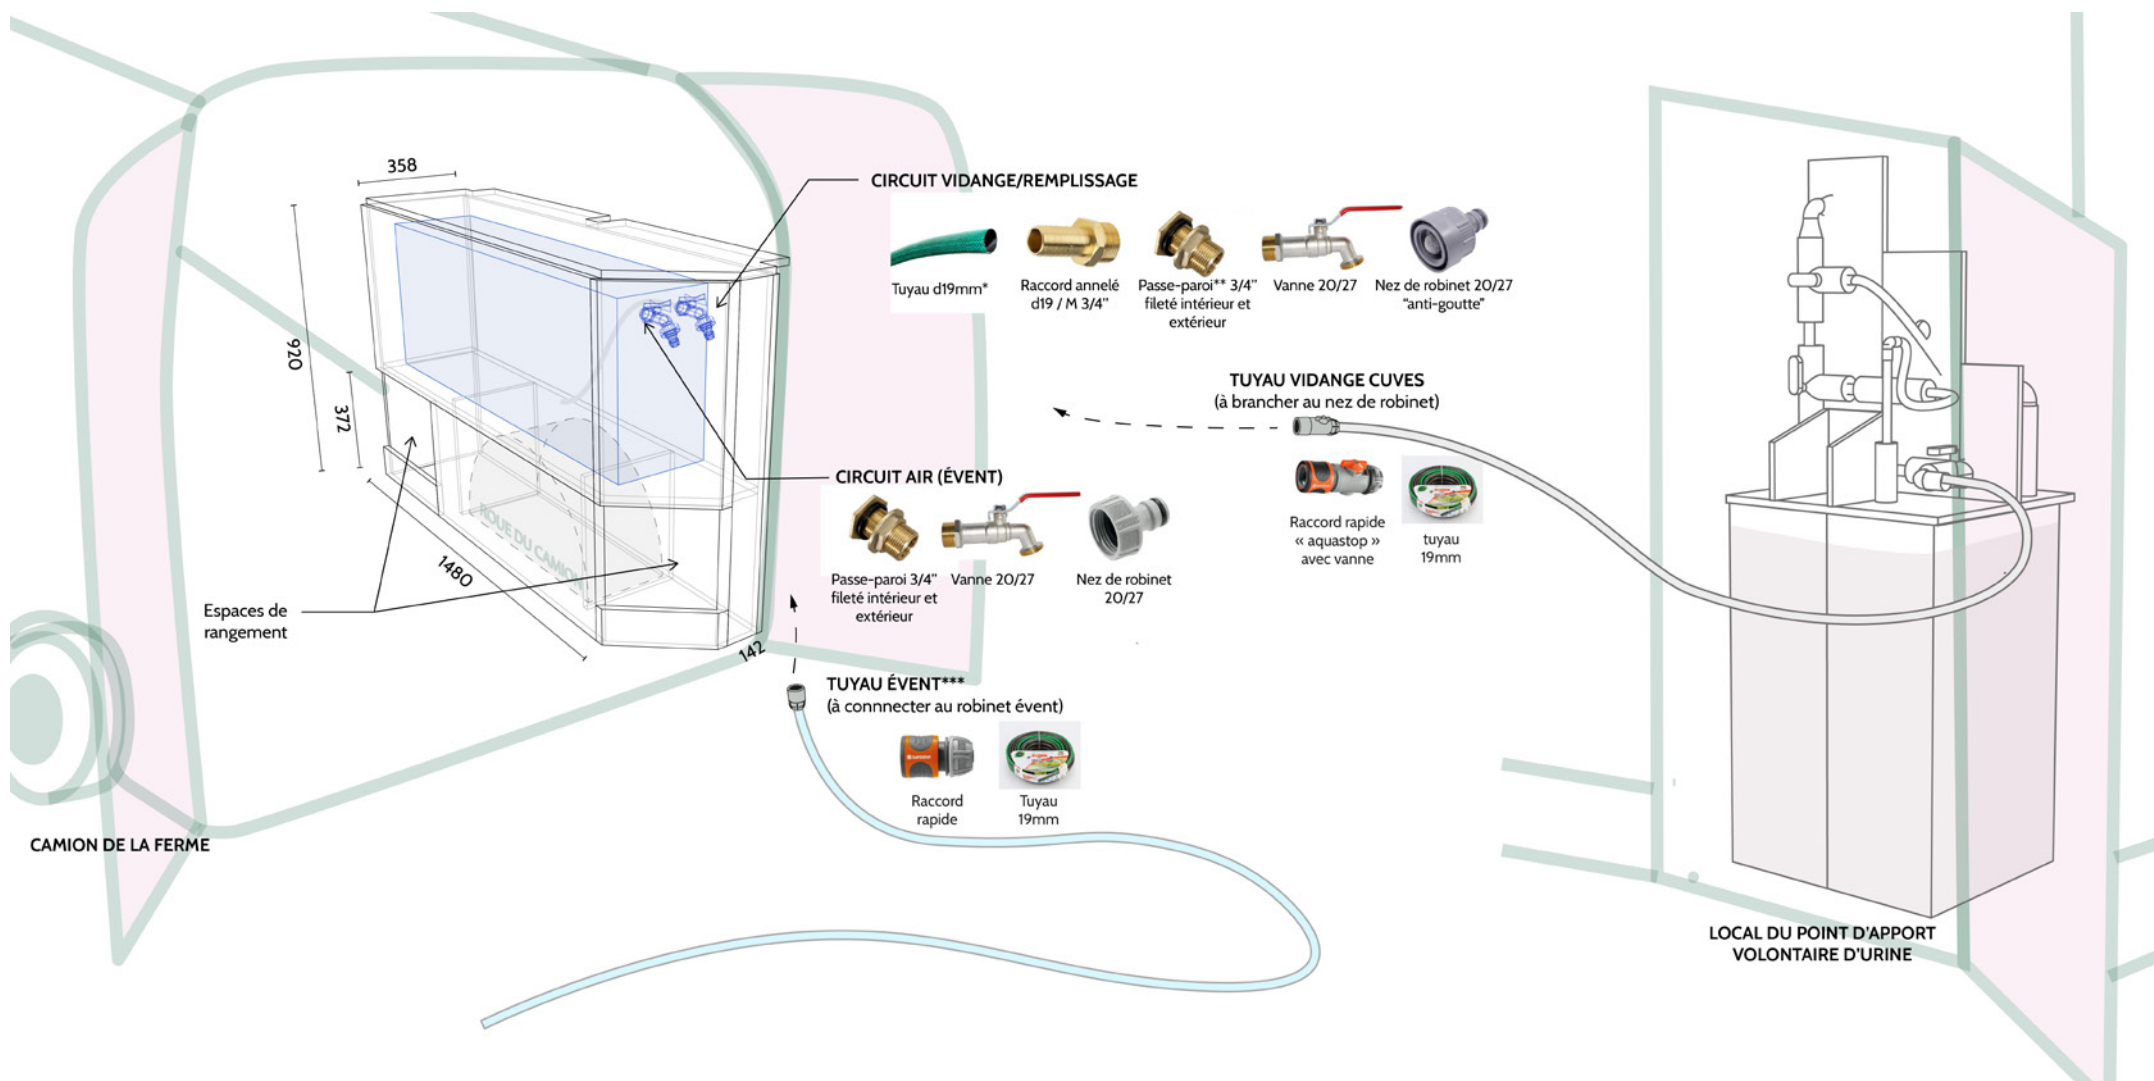 358
920
372
1480
142
ROUE DU CAMION
Espaces de
rangement
CAMION DE LA FERME
CIRCUIT VIDANGE/REMPLISSAGE
Tuyau d19mm*
Raccord annelé
d19 / M 3/4"
Passe-paroi** 3/4"
fileté intérieur et
extérieur
Vanne 20/27
Nez de robinet 20/27
"anti-goutte"
TUYAU VIDANGE CUVES
(à brancher au nez de robinet)
Raccord rapide
« aquastop »
avec vanne
tuyau
19mm
CIRCUIT AIR (ÉVENT)
Passe-paroi 3/4"
fileté intérieur et
extérieur
Vanne 20/27
Nez de robinet
20/27
TUYAU ÉVENT***
(à connnecter au robinet évent)
Raccord
rapide
Tuyau
19mm
LOCAL DU POINT D'APPORT
VOLONTAIRE D'URINE